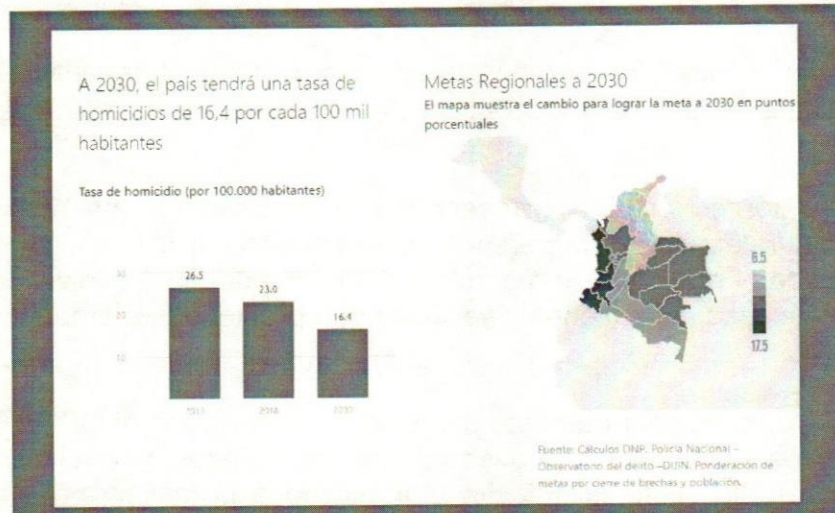 A 2030, el país tendrá una tasa de
homicidios de 16,4 por cada 100 mil
habitantes
Tasa de homicidio (por 100.000 habitantes)
30
20
10
26.5
23.0
16.4
2018
2030
Metas Regionales a 2030
El mapa muestra el cambio para lograr la meta a 2030 en puntos
porcentuales
8.5
17.5
Fuente: Cálculos DNP. Policía Nacional –
Observatorio del delito –DIJIN. Ponderación de
metas por cierre de brechas y población.